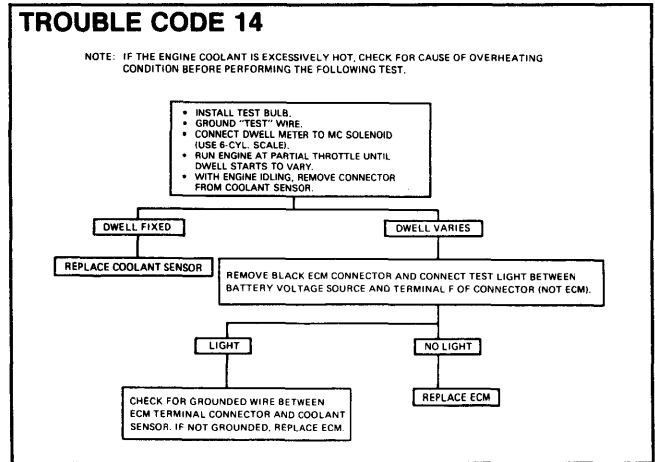 TROUBLE CODE 14
NOTE: IF THE ENGINE COOLANT IS EXCESSIVELY HOT, CHECK FOR CAUSE OF OVERHEATING
CONDITION BEFORE PERFORMING THE FOLLOWING TEST.
• INSTALL TEST BULB.
• GROUND "TEST" WIRE.
• CONNECT DWELL METER TO MC SOLENOID
(USE 6-CYL. SCALE).
• RUN ENGINE AT PARTIAL THROTTLE UNTIL
DWELL STARTS TO VARY.
• WITH ENGINE IDLING, REMOVE CONNECTOR
FROM COOLANT SENSOR.
DWELL FIXED
DWELL VARIES
REPLACE COOLANT SENSOR
REMOVE BLACK ECM CONNECTOR AND CONNECT TEST LIGHT BETWEEN
BATTERY VOLTAGE SOURCE AND TERMINAL F OF CONNECTOR (NOT ECM).
LIGHT
NO LIGHT
CHECK FOR GROUNDED WIRE BETWEEN
ECM TERMINAL CONNECTOR AND COOLANT
SENSOR. IF NOT GROUNDED, REPLACE ECM.
REPLACE ECM